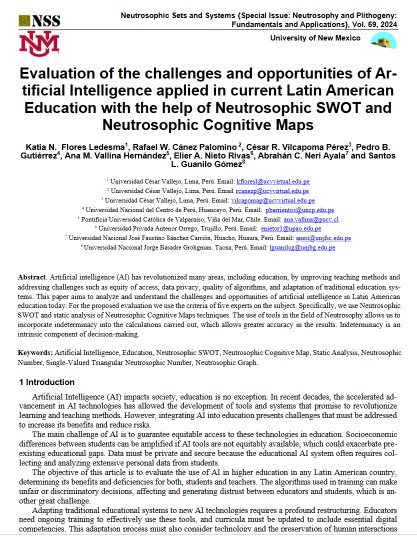 NSS
UNM
Neutrosophic Sets and Systems {Special Issue: Neutrosophy and Plithogeny:
Fundamentals and Applications}, Vol. 69, 2024
University of New Mexico
Evaluation of the challenges and opportunities of Ar-
tificial Intelligence applied in current Latin American
Education with the help of Neutrosophic SWOT and
Neutrosophic Cognitive Maps
Katia N. Flores Ledesma¹, Rafael W. Cánez Palomino ², César R. Vilcapoma Pérez³, Pedro B.
Gutiérrez⁴, Ana M. Vallina Hernández⁵, Elier A. Nieto Rivas⁶, Abrahán C. Neri Ayala⁷ and Santos
L. Guanilo Gómez⁸
¹ Universidad César Vallejo, Lima, Perú. Email: kflores1@ucvvirtual.edu.pe
² Universidad César Vallejo, Lima, Perú. Email: rcanezp@ucvvirtual.edu.pe
³ Universidad César Vallejo, Lima, Perú. Email: vilcapomap@ucvvirtual.edu.pe
⁴ Universidad Nacional del Centro de Perú, Huancayo, Perú. Email: pbarrientos@uncp.edu.pe
⁵ Pontificia Universidad Católica de Valparaíso, Viña del Mar, Chile. Email: ana.vallina@pucv.cl
⁶ Universidad Privada Antenor Orrego, Trujillo, Perú. Email: enietor1@upao.edu.pe
⁷ Universidad Nacional José Faustino Sánchez Carrión, Huacho, Huaura, Perú. Email: aneri@unjfsc.edu.pe
⁸ Universidad Nacional Jorge Basadre Grohmgan. Tacna, Perú. Email: lguanilog@unjbg.edu.pe
Abstract. Artificial intelligence (AI) has revolutionized many areas, including education, by improving teaching methods and
addressing challenges such as equity of access, data privacy, quality of algorithms, and adaptation of traditional education sys-
tems. This paper aims to analyze and understand the challenges and opportunities of artificial intelligence in Latin American
education today. For the proposed evaluation we use the criteria of five experts on the subject. Specifically, we use Neutrosophic
SWOT and static analysis of Neutrosophic Cognitive Maps techniques. The use of tools in the field of Neutrosophy allows us to
incorporate indeterminacy into the calculations carried out, which allows greater accuracy in the results. Indeterminacy is an
intrinsic component of decision-making.
Keywords: Artificial Intelligence, Education, Neutrosophic SWOT, Neutrosophic Cognitive Map, Static Analysis, Neutrosophic
Number, Single-Valued Triangular Neutrosophic Number, Neutrosophic Graph.
1 Introduction
Artificial Intelligence (AI) impacts society, education is no exception. In recent decades, the accelerated ad-
vancement in AI technologies has allowed the development of tools and systems that promise to revolutionize
learning and teaching methods. However, integrating AI into education presents challenges that must be addressed
to increase its benefits and reduce risks.
The main challenge of AI is to guarantee equitable access to these technologies in education. Socioeconomic
differences between students can be amplified if AI tools are not equitably available, which could exacerbate pre-
existing educational gaps. Data must be private and secure because the educational AI system often requires col-
lecting and analyzing extensive personal data from students.
The objective of this article is to evaluate the use of AI in higher education in any Latin American country,
determining its benefits and deficiencies for both, students and teachers. The algorithms used in training can make
unfair or discriminatory decisions, affecting and generating distrust between educators and students, which is an-
other great challenge.
Adapting traditional educational systems to new AI technologies requires a profound restructuring. Educators
need ongoing training to effectively use these tools, and curricula must be updated to include essential digital
competencies. This adaptation process must also consider technology and the preservation of human interactions